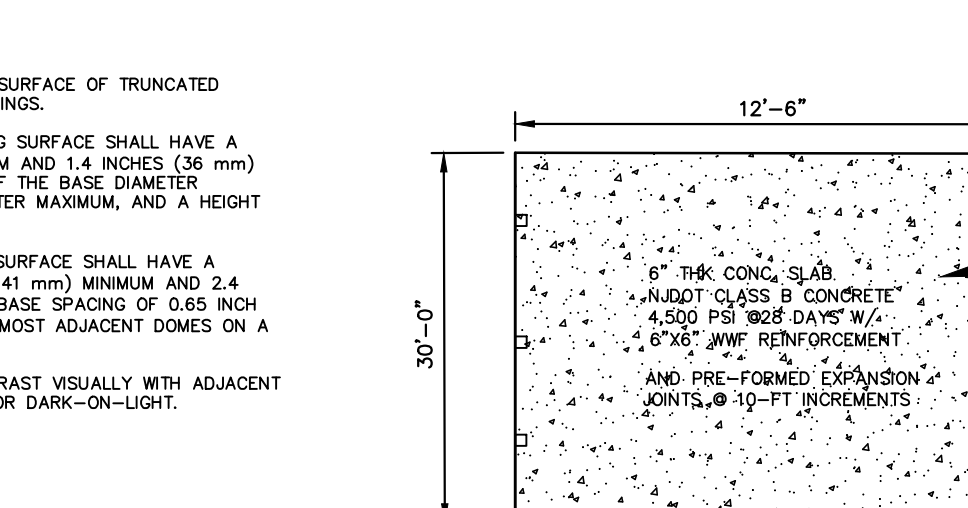 SURFACE OF TRUNCATED
INGS.
G SURFACE SHALL HAVE A
M AND 1.4 INCHES (36 mm)
F THE BASE DIAMETER
TER MAXIMUM, AND A HEIGHT
SURFACE SHALL HAVE A
41 mm) MINIMUM AND 2.4
BASE SPACING OF 0.65 INCH
MOST ADJACENT DOMES ON A
RAST VISUALLY WITH ADJACENT
OR DARK-ON-LIGHT.
12'-6"
30'-0"
6" THK CONC. SLAB
NJDOT CLASS B CONCRETE
4,500 PSI @28 DAYS W/
6"X6" WWF REINFORCEMENT
AND PRE-FORMED EXPANSION
JOINTS @ 10-FT INCREMENTS